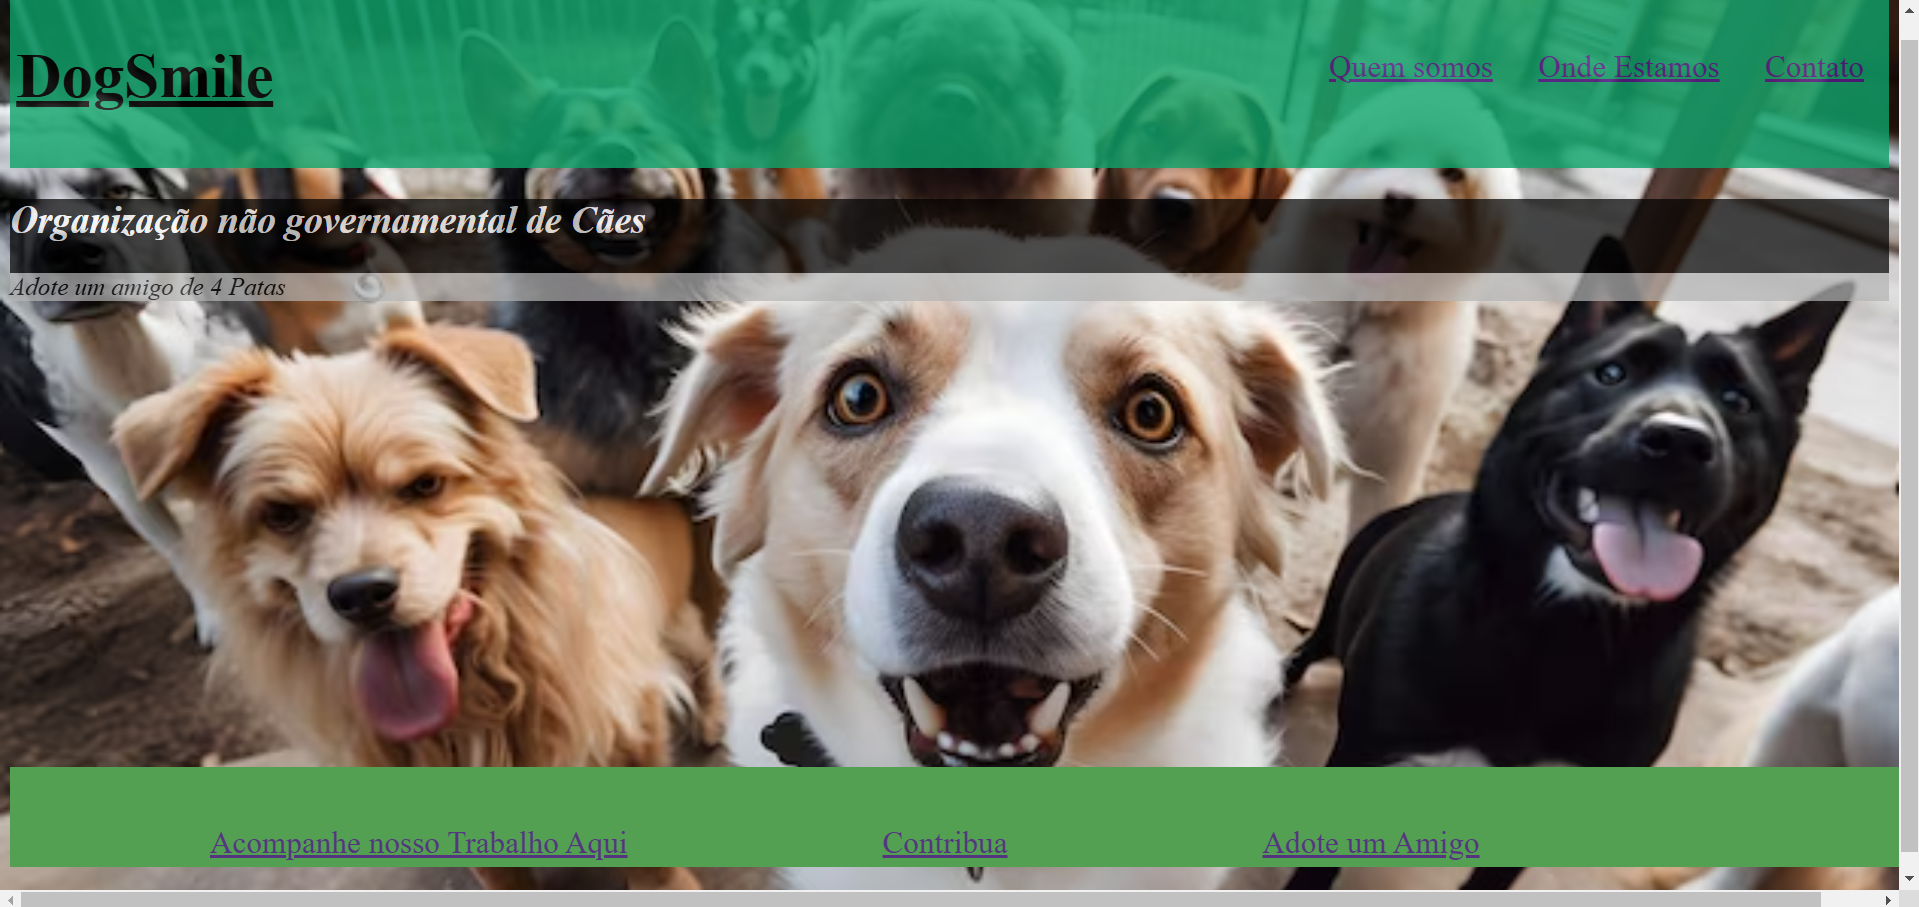 DogSmile
Quem somos Onde Estamos Contato
Organização não governamental de Cães
Adote um amigo de 4 Patas
Acompanhe nosso Trabalho Aqui Contribua Adote um Amigo